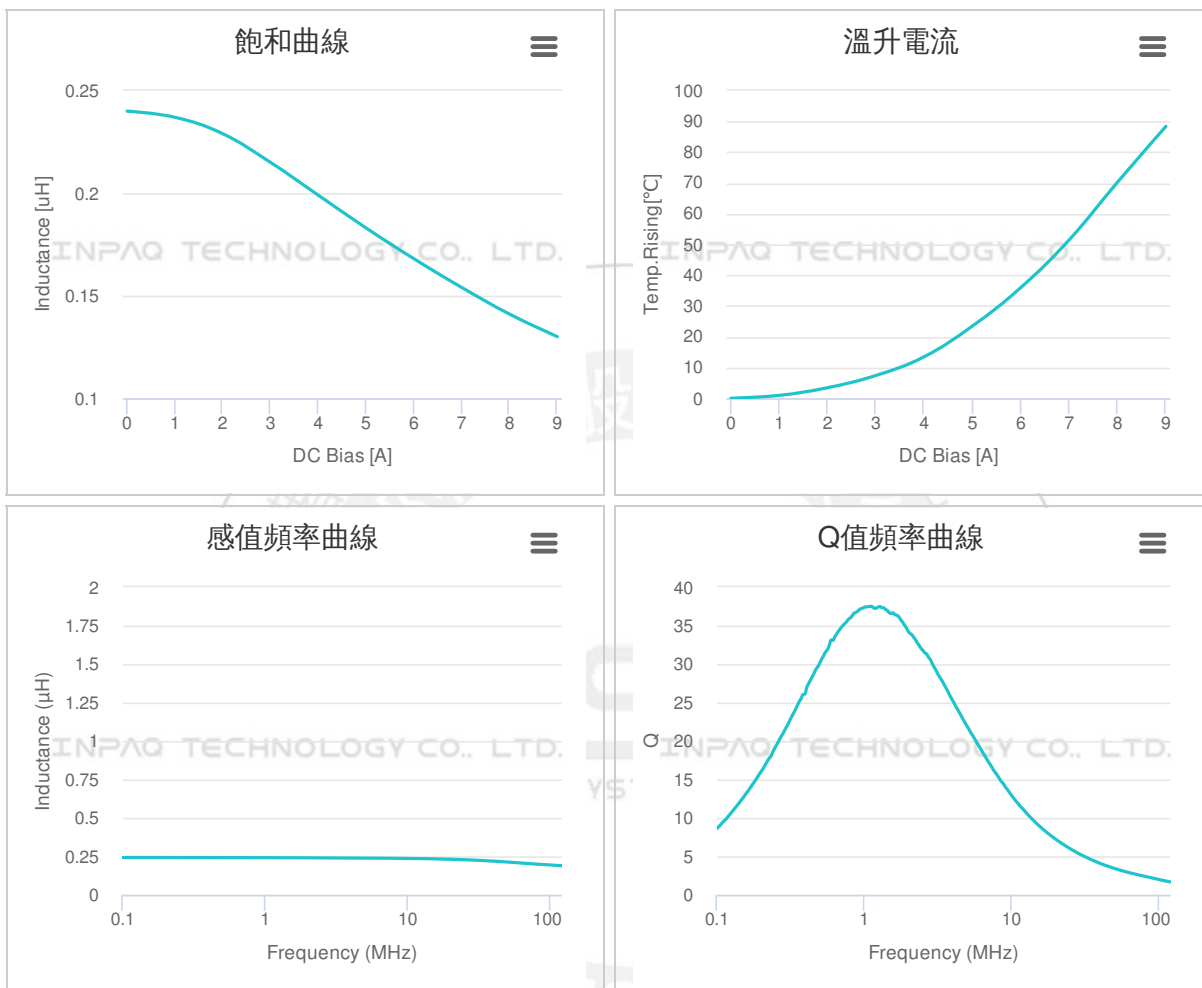 飽和曲線
0.25
0.2
0.15
0.1
Inductance [uH]
0 1 2 3 4 5 6 7 8 9
DC Bias [A]
INPAQ TECHNOLOGY CO., LTD.
溫升電流
100
90
80
70
60
50
40
30
20
10
0
Temp.Rising[℃]
0 1 2 3 4 5 6 7 8 9
DC Bias [A]
INPAQ TECHNOLOGY CO., LTD.
感值頻率曲線
2
1.75
1.5
1.25
1
0.75
0.5
0.25
0
Inductance (μH)
0.1 1 10 100
Frequency (MHz)
INPAQ TECHNOLOGY CO., LTD.
Q值頻率曲線
40
35
30
25
20
15
10
5
0
Q
0.1 1 10 100
Frequency (MHz)
INPAQ TECHNOLOGY CO., LTD.